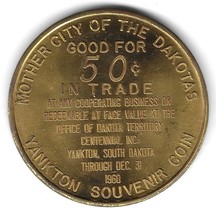 MOTHER CITY OF THE DAKOTAS
GOOD FOR
50¢
IN TRADE
AT ANY COOPERATING BUSINESS OR
REDEEMABLE AT FACE VALUE AT THE
OFFICE OF DAKOTA TERRITORY
CENTENNIAL, INC.
YANKTON, SOUTH DAKOTA
THROUGH DEC. 31
1960
YANKTON SOUVENIR COIN